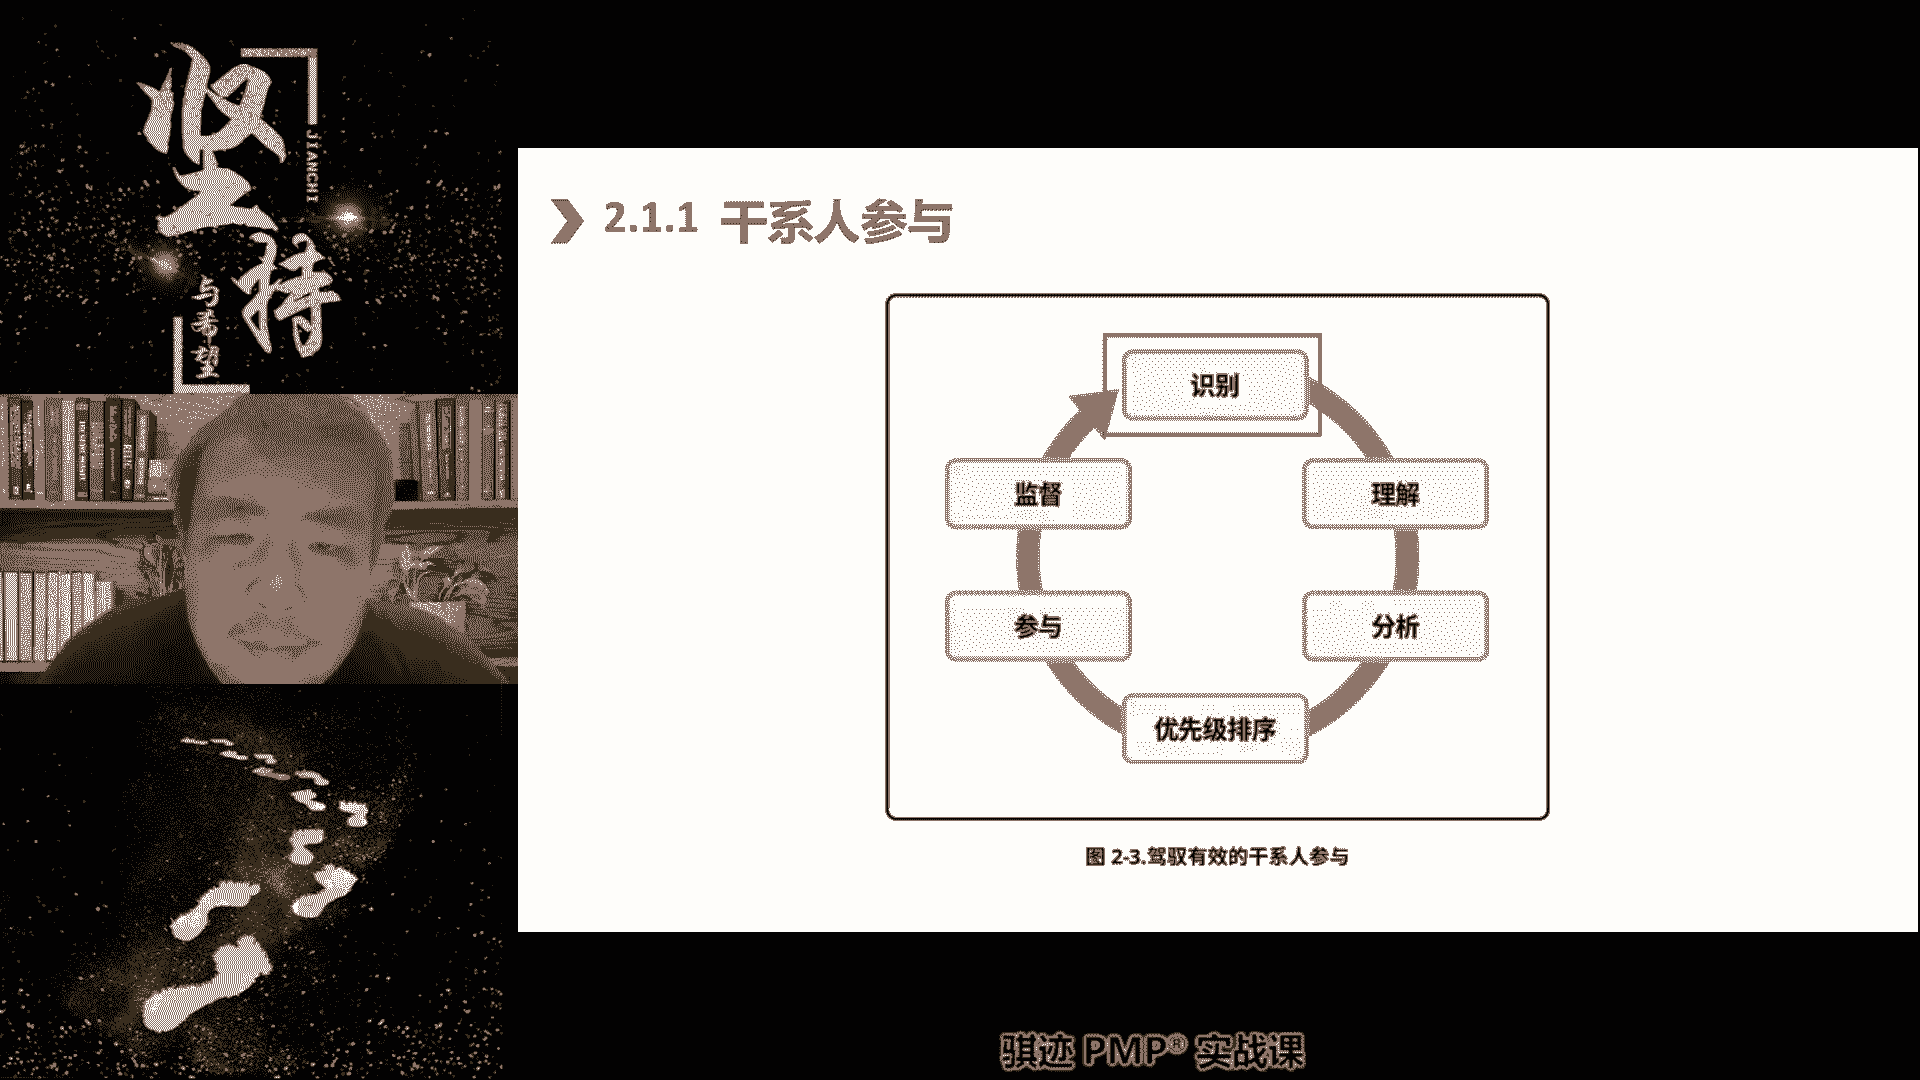 坚持
JIANCHI
与希望
2.1.1 干系人参与
识别
监督
理解
参与
分析
优先级排序
图 2-3.驾驭有效的干系人参与
骐迹 PMP® 实战课